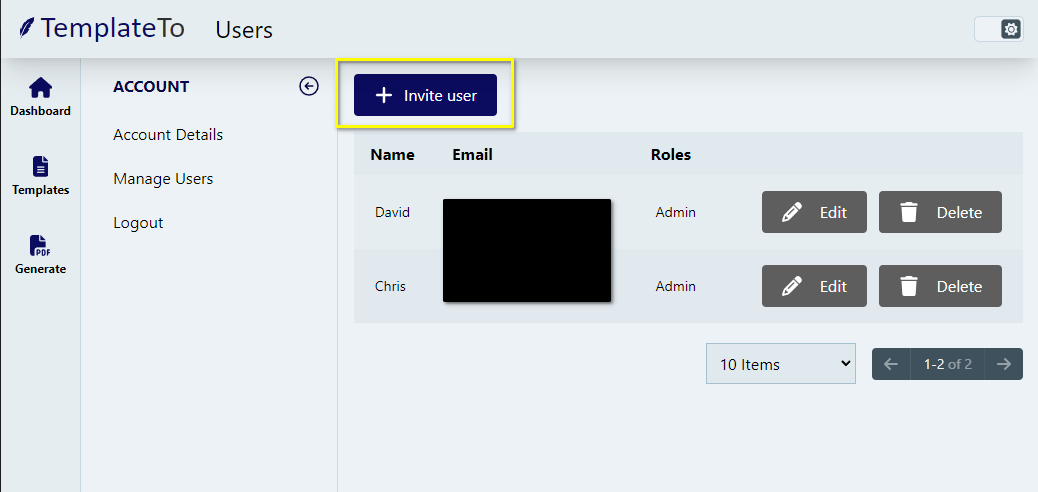 TemplateTo Users
Dashboard
Templates
PDF
Generate
ACCOUNT
Account Details
Manage Users
Logout
Invite user
Name Email Roles
David Admin Edit Delete
Chris Admin Edit Delete
10 Items 1-2 of 2